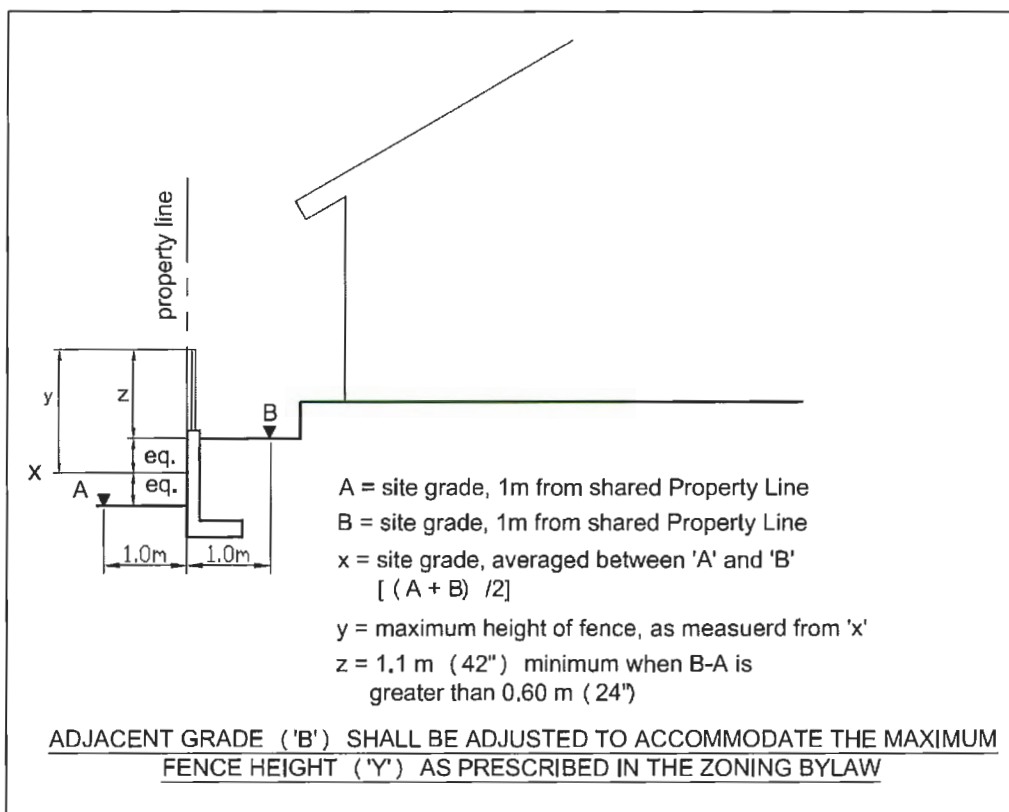 property line
y
z
B
eq.
X
eq.
A
1.0m
1.0m
A = site grade, 1m from shared Property Line
B = site grade, 1m from shared Property Line
x = site grade, averaged between 'A' and 'B'
[ ( A + B) /2]
y = maximum height of fence, as measuerd from 'x'
z = 1.1 m ( 42") minimum when B-A is
greater than 0.60 m ( 24")
ADJACENT GRADE ( 'B' ) SHALL BE ADJUSTED TO ACCOMMODATE THE MAXIMUM
FENCE HEIGHT ( 'Y' ) AS PRESCRIBED IN THE ZONING BYLAW